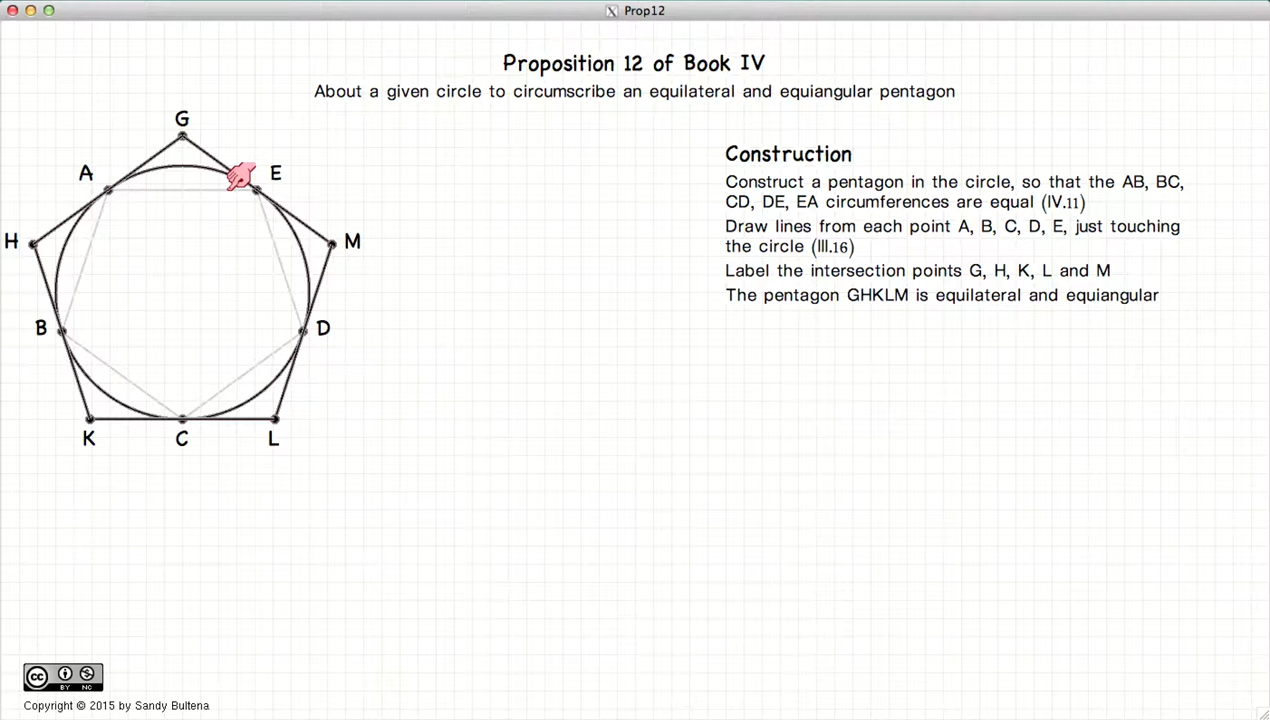 Prop12
Proposition 12 of Book IV
About a given circle to circumscribe an equilateral and equiangular pentagon
G
A
E
H
M
B
D
K
C
L
Construction
Construct a pentagon in the circle, so that the AB, BC,
CD, DE, EA circumferences are equal (IV.11)
Draw lines from each point A, B, C, D, E, just touching
the circle (III.16)
Label the intersection points G, H, K, L and M
The pentagon GHKLM is equilateral and equiangular
cc
BY NC
Copyright © 2015 by Sandy Bultena